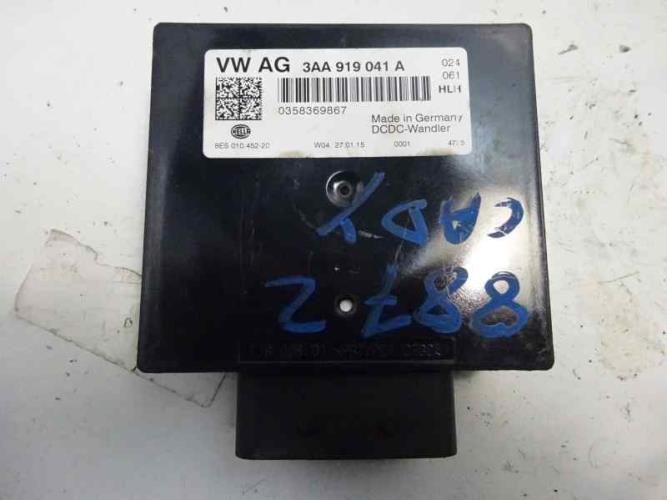 VW AG 3AA 919 041 A 024
061
HLH
0358369867 Made in Germany
DCDC-Wandler
HELLA
8ES 010.452-20 W04 27.01.15 0001
CADY
8872